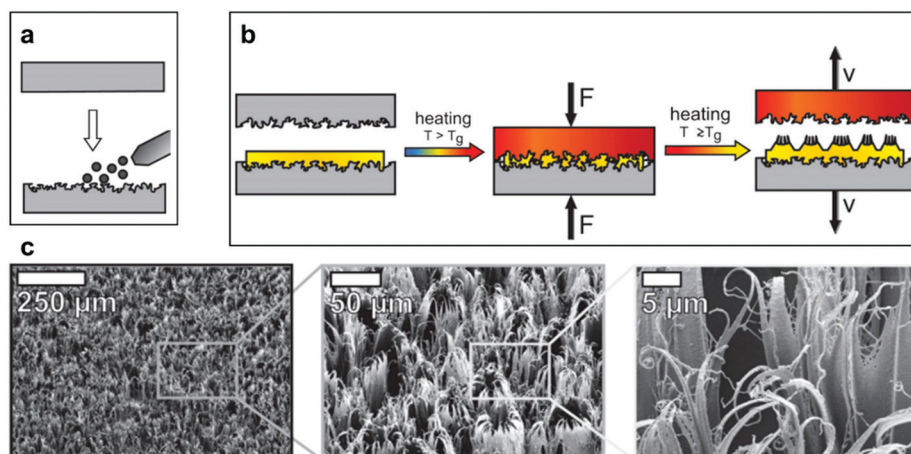 a
b
heating
T > Tg
F
F
heating
T ≥Tg
v
v
c
250 μm
50 μm
5 μm